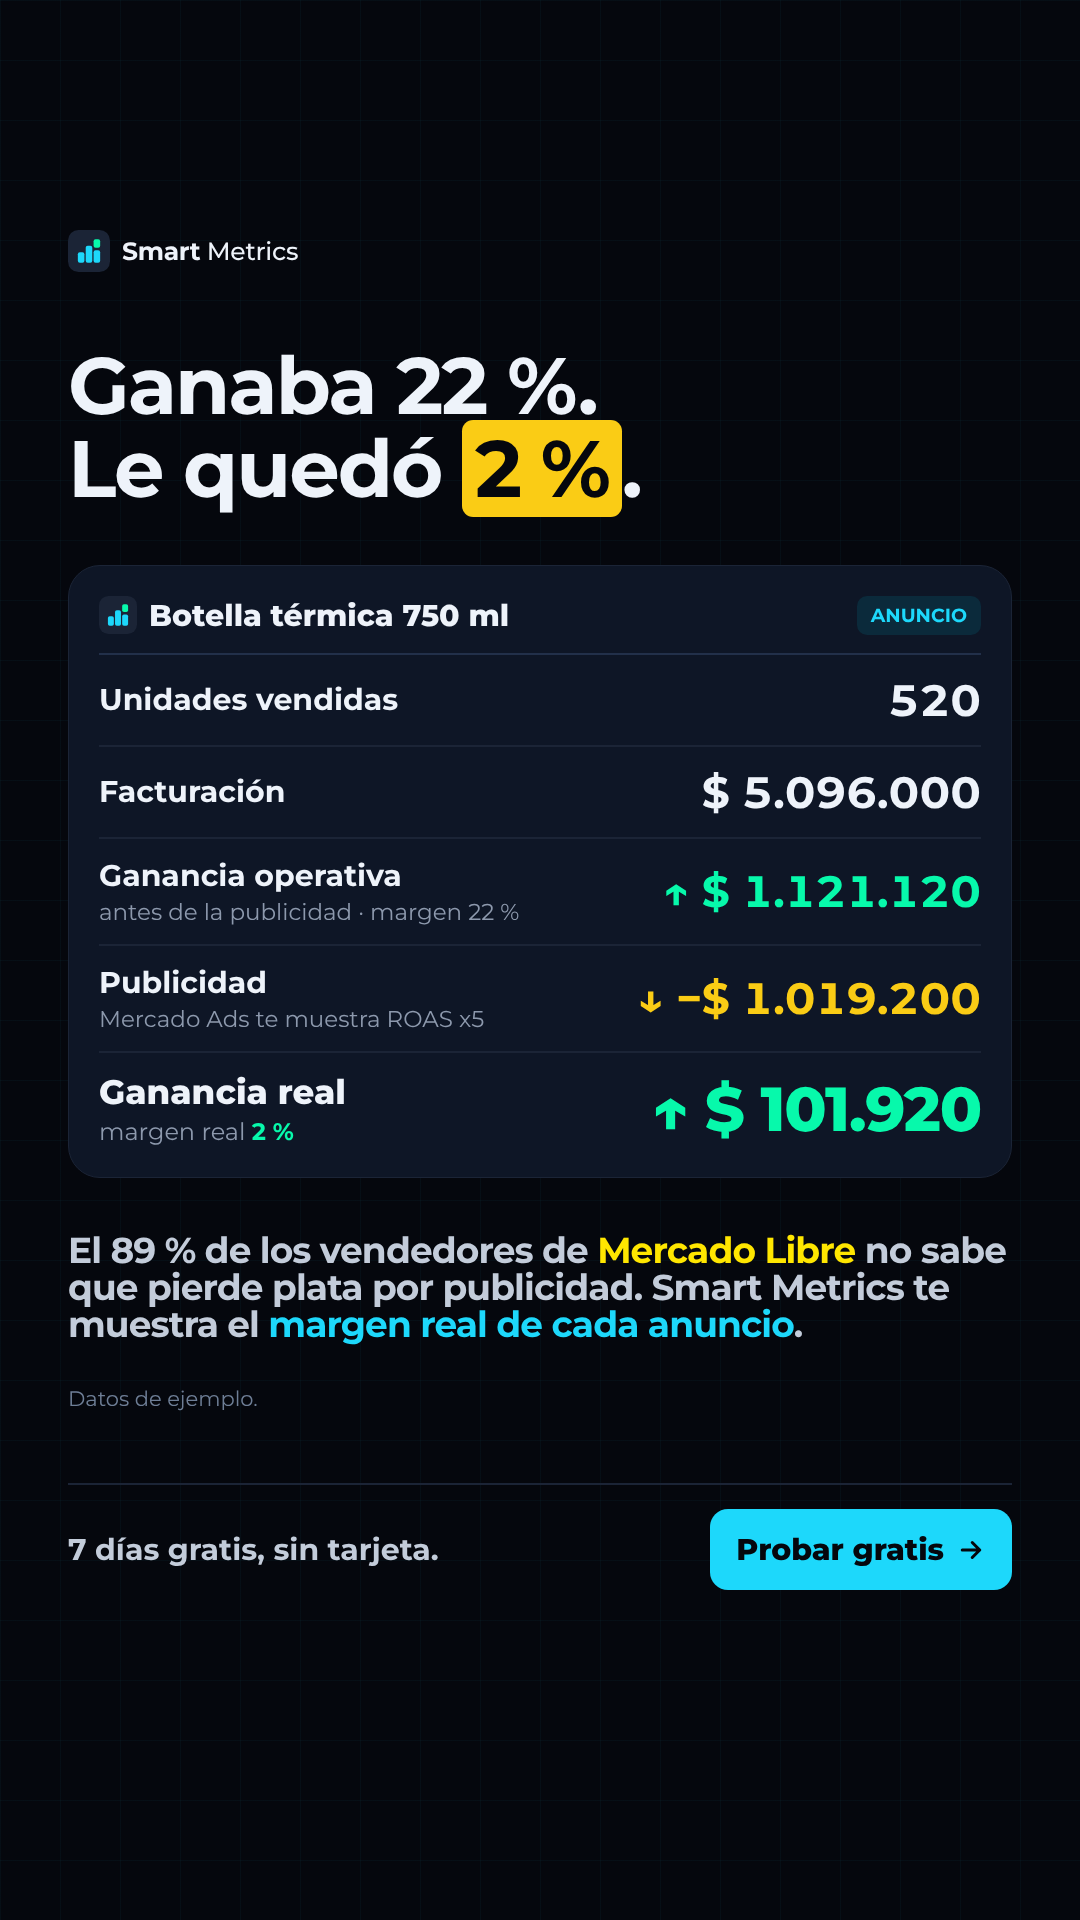 Smart Metrics
Ganaba 22 %.
Le quedó 2 %.
Botella térmica 750 ml
ANUNCIO
Unidades vendidas
520
Facturación
$ 5.096.000
Ganancia operativa
antes de la publicidad · margen 22 %
↑ $ 1.121.120
Publicidad
Mercado Ads te muestra ROAS x5
↓ −$ 1.019.200
Ganancia real
margen real 2 %
↑ $ 101.920
El 89 % de los vendedores de Mercado Libre no sabe
que pierde plata por publicidad. Smart Metrics te
muestra el margen real de cada anuncio.
Datos de ejemplo.
7 días gratis, sin tarjeta.
Probar gratis →